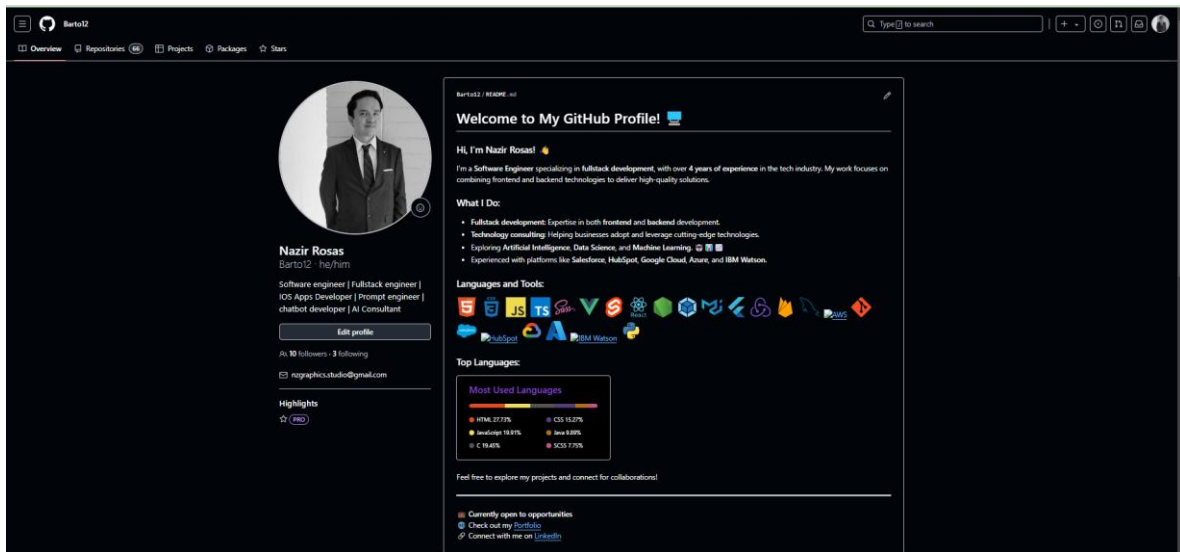 Barto12
Type / to search
Overview
Repositories 66
Projects
Packages
Stars
Nazir Rosas
Barto12 · he/him
Software engineer | Fullstack engineer |
IOS Apps Developer | Prompt engineer |
chatbot developer | AI Consultant
Edit profile
10 followers · 3 following
nzgraphics.studio@gmail.com
Highlights
PRO
Barto12 / README.md
Welcome to My GitHub Profile! 💻
Hi, I'm Nazir Rosas! 👋
I'm a Software Engineer specializing in fullstack development, with over 4 years of experience in the tech industry. My work focuses on
combining frontend and backend technologies to deliver high-quality solutions.
What I Do:
• Fullstack development: Expertise in both frontend and backend development.
• Technology consulting: Helping businesses adopt and leverage cutting-edge technologies.
• Exploring Artificial Intelligence, Data Science, and Machine Learning.
• Experienced with platforms like Salesforce, HubSpot, Google Cloud, Azure, and IBM Watson.
Languages and Tools:
JS
TS
Sass
React
AWS
HubSpot
IBM Watson
Top Languages:
Most Used Languages
HTML 27.73%
CSS 15.27%
JavaScript 19.91%
Java 9.89%
C 19.45%
SCSS 7.75%
Feel free to explore my projects and connect for collaborations!
Currently open to opportunities
Check out my Portfolio
Connect with me on LinkedIn